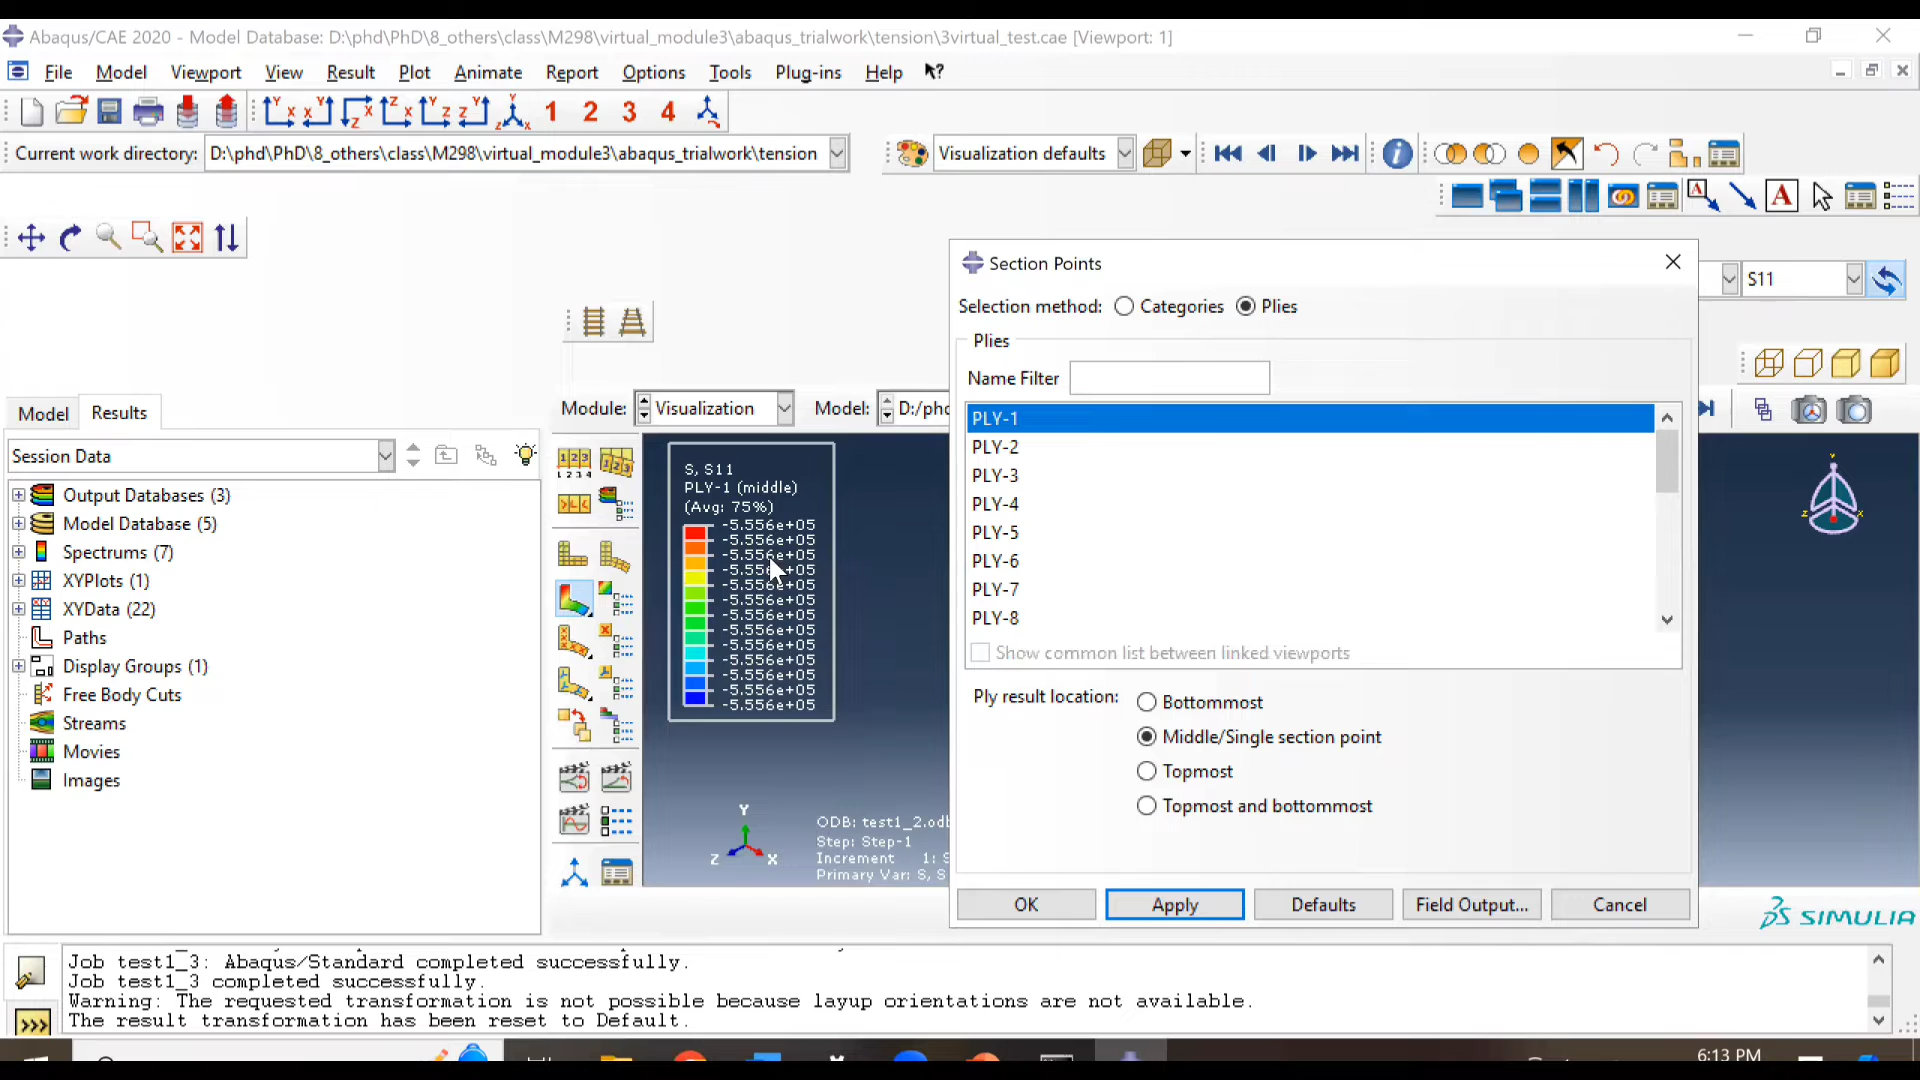 Abaqus/CAE 2020 - Model Database: D:\phd\PhD\8_others\class\M298\virtual_module3\abaqus_trialwork\tension\3virtual_test.cae [Viewport: 1]
File Model Viewport View Result Plot Animate Report Options Tools Plug-ins Help
1 2 3 4
Current work directory: D:\phd\PhD\8_others\class\M298\virtual_module3\abaqus_trialwork\tension
Visualization defaults
Section Points
S11
Selection method: Categories Plies
Plies
Name Filter
Model Results
Module: Visualization Model: D:/phd
PLY-1
PLY-2
PLY-3
PLY-4
PLY-5
PLY-6
PLY-7
PLY-8
Show common list between linked viewports
Ply result location: Bottommost
Middle/Single section point
Topmost
Topmost and bottommost
OK Apply Defaults Field Output... Cancel
Session Data
Output Databases (3)
Model Database (5)
Spectrums (7)
XYPlots (1)
XYData (22)
Paths
Display Groups (1)
Free Body Cuts
Streams
Movies
Images
S, S11
PLY-1 (middle)
(Avg: 75%)
-5.556e+05
-5.556e+05
-5.556e+05
-5.556e+05
-5.556e+05
-5.556e+05
-5.556e+05
-5.556e+05
-5.556e+05
-5.556e+05
-5.556e+05
-5.556e+05
-5.556e+05
Y
Z X
ODB: test1_2.odb
Step: Step-1
Increment 1: S
Primary Var: S, S
SIMULIA
Job test1_3: Abaqus/Standard completed successfully.
Job test1_3 completed successfully.
Warning: The requested transformation is not possible because layup orientations are not available.
The result transformation has been reset to Default.
6:13 PM